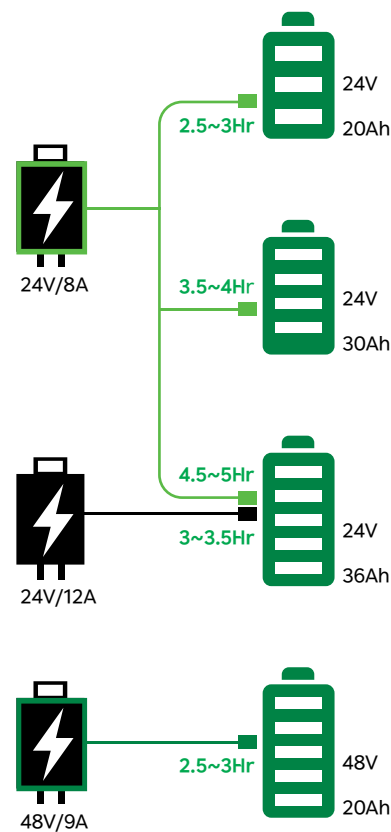 24V
20Ah
2.5~3Hr
24V/8A
3.5~4Hr
24V
30Ah
4.5~5Hr
3~3.5Hr
24V
36Ah
24V/12A
2.5~3Hr
48V
20Ah
48V/9A